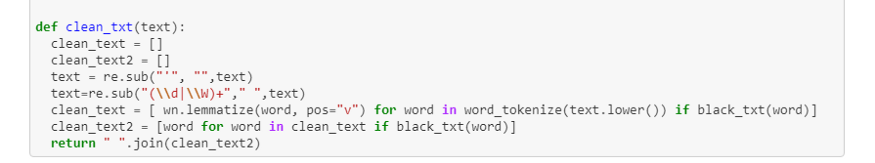 def clean_txt(text):
  clean_text = []
  clean_text2 = []
  text = re.sub("'", "",text)
  text=re.sub("(\\d|\\W)+"," ",text)
  clean_text = [ wn.lemmatize(word, pos="v") for word in word_tokenize(text.lower()) if black_txt(word)]
  clean_text2 = [word for word in clean_text if black_txt(word)]
  return " ".join(clean_text2)